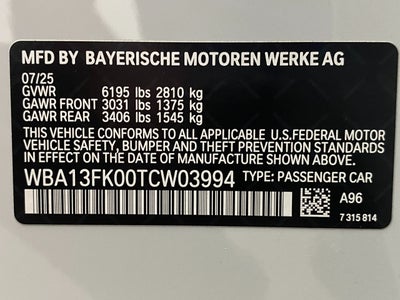 MFD BY BAYERISCHE MOTOREN WERKE AG
07/25
GVWR 6195 lbs 2810 kg
GAWR FRONT 3031 lbs 1375 kg
GAWR REAR 3406 lbs 1545 kg
THIS VEHICLE CONFORMS TO ALL APPLICABLE U.S.FEDERAL MOTOR
VEHICLE SAFETY, BUMPER AND THEFT PREVENTION STANDARDS
IN EFFECT ON THE DATE OF MANUFACTURE SHOWN ABOVE.
WBA13FK00TCW03994 TYPE: PASSENGER CAR
A96
7 315 814